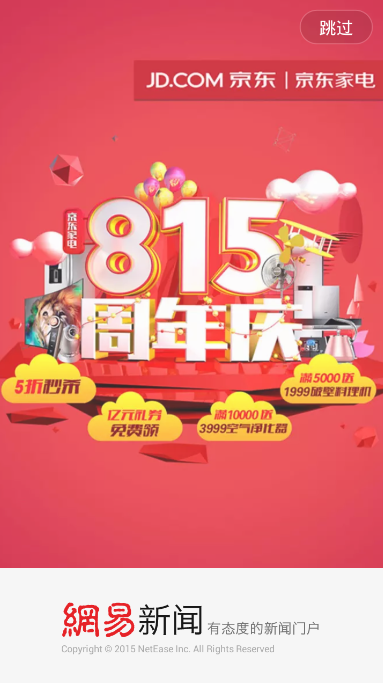 跳过
JD.COM 京东 | 京东家电
京东家电
815
周年庆
5折秒杀
亿元礼券
免费领
满10000送
3999空气净化器
满5000送
1999破壁料理机
網易新闻 有态度的新闻门户
Copyright © 2015 NetEase Inc. All Rights Reserved